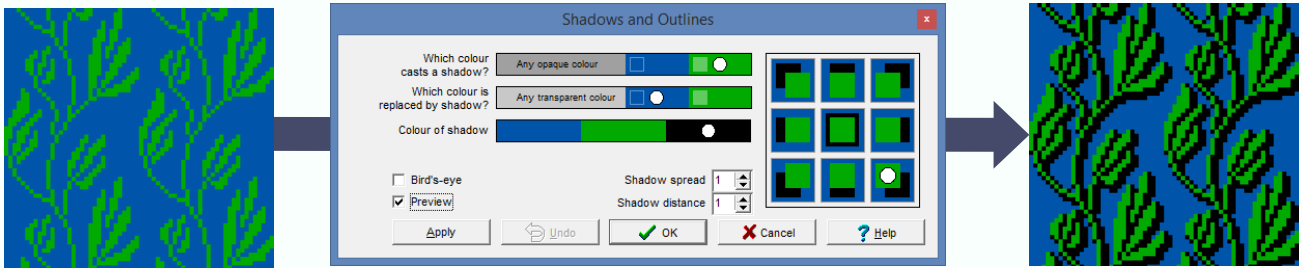 Shadows and Outlines
x
Which colour
casts a shadow?
Any opaque colour
Which colour is
replaced by shadow?
Any transparent colour
Colour of shadow
Bird's-eye
Shadow spread 1
Preview
Shadow distance 1
Apply
Undo
OK
Cancel
? Help